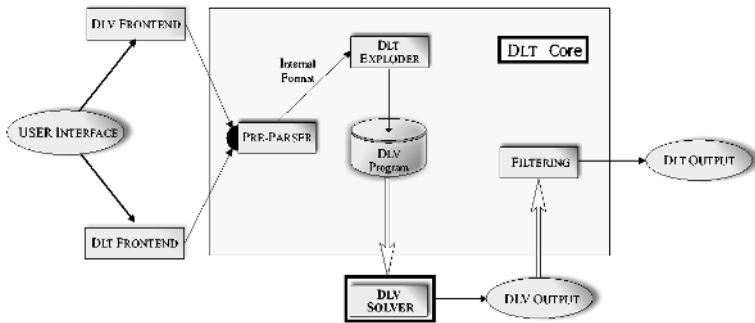 DLV FRONTEND
DLT
EXPLODER
DLT Core
Internal
Format
USER INTERFACE
PRE-PARSER
DLV
Program
FILTERING
DLT OUTPUT
DLT FRONTEND
DLV
SOLVER
DLV OUTPUT